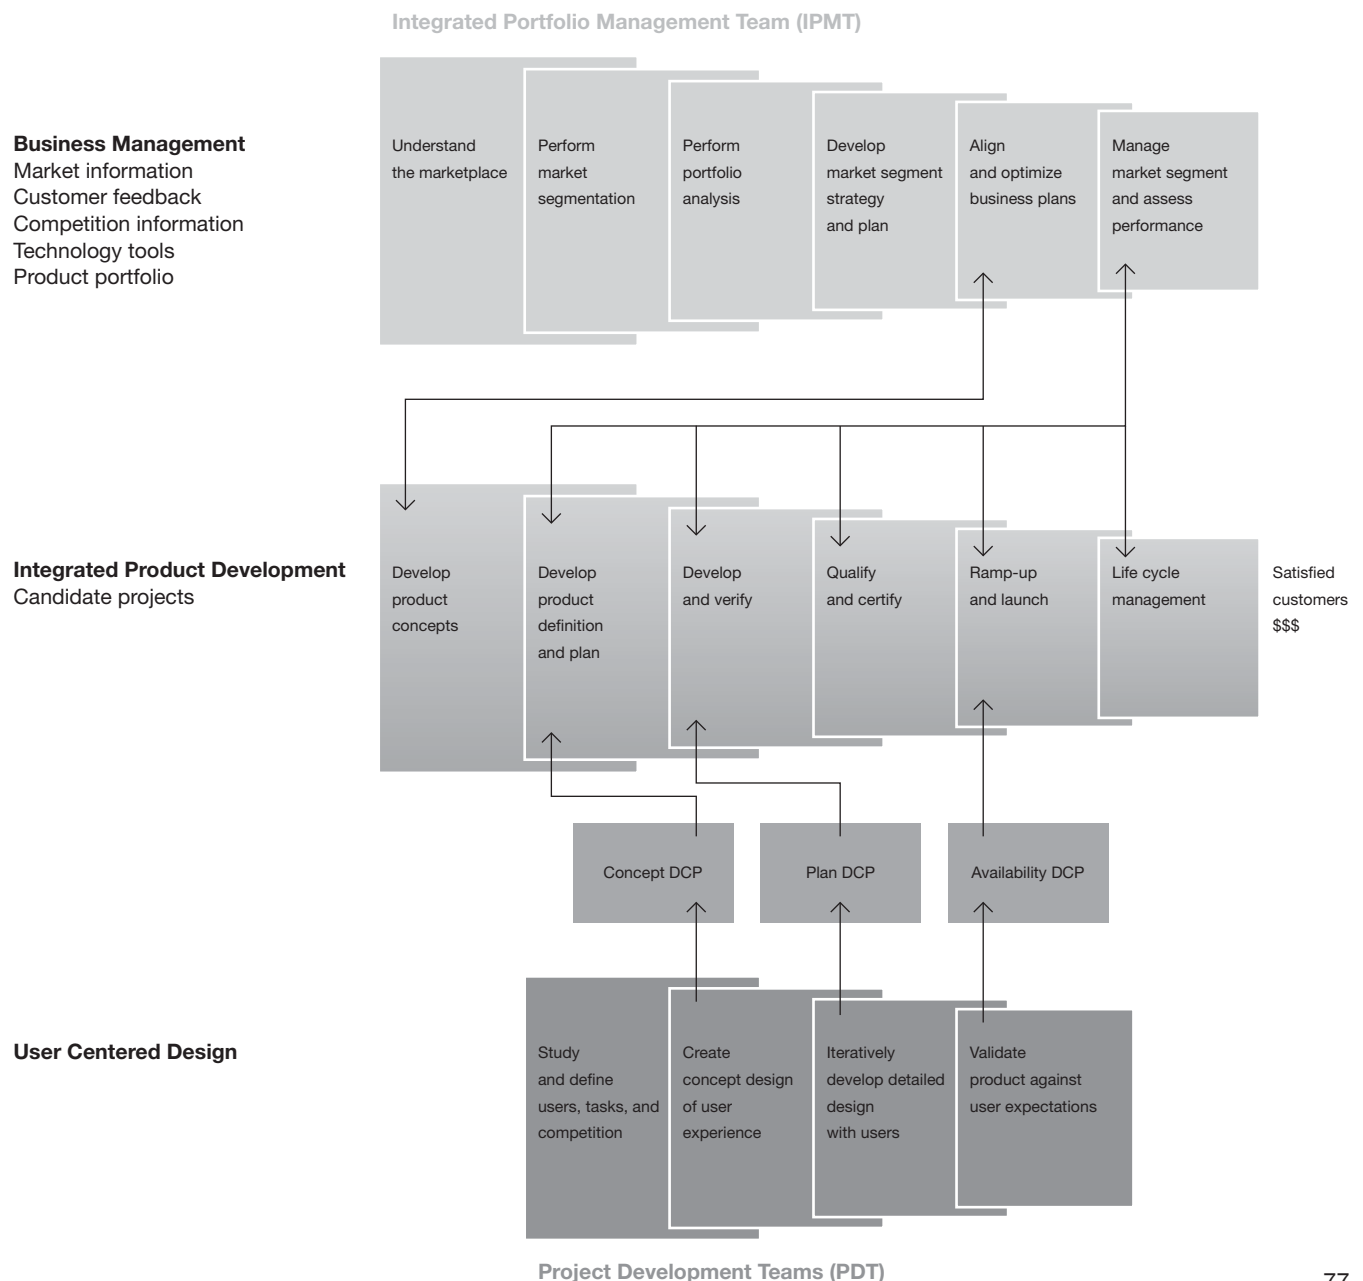 Integrated Portfolio Management Team (IPMT)
Business Management
Market information
Customer feedback
Competition information
Technology tools
Product portfolio
Understand
the marketplace
Perform
market
segmentation
Perform
portfolio
analysis
Develop
market segment
strategy
and plan
Align
and optimize
business plans
Manage
market segment
and assess
performance
Integrated Product Development
Candidate projects
Develop
product
concepts
Develop
product
definition
and plan
Develop
and verify
Qualify
and certify
Ramp-up
and launch
Life cycle
management
Satisfied
customers
$$$
Concept DCP
Plan DCP
Availability DCP
User Centered Design
Study
and define
users, tasks, and
competition
Create
concept design
of user
experience
Iteratively
develop detailed
design
with users
Validate
product against
user expectations
Project Development Teams (PDT)
77